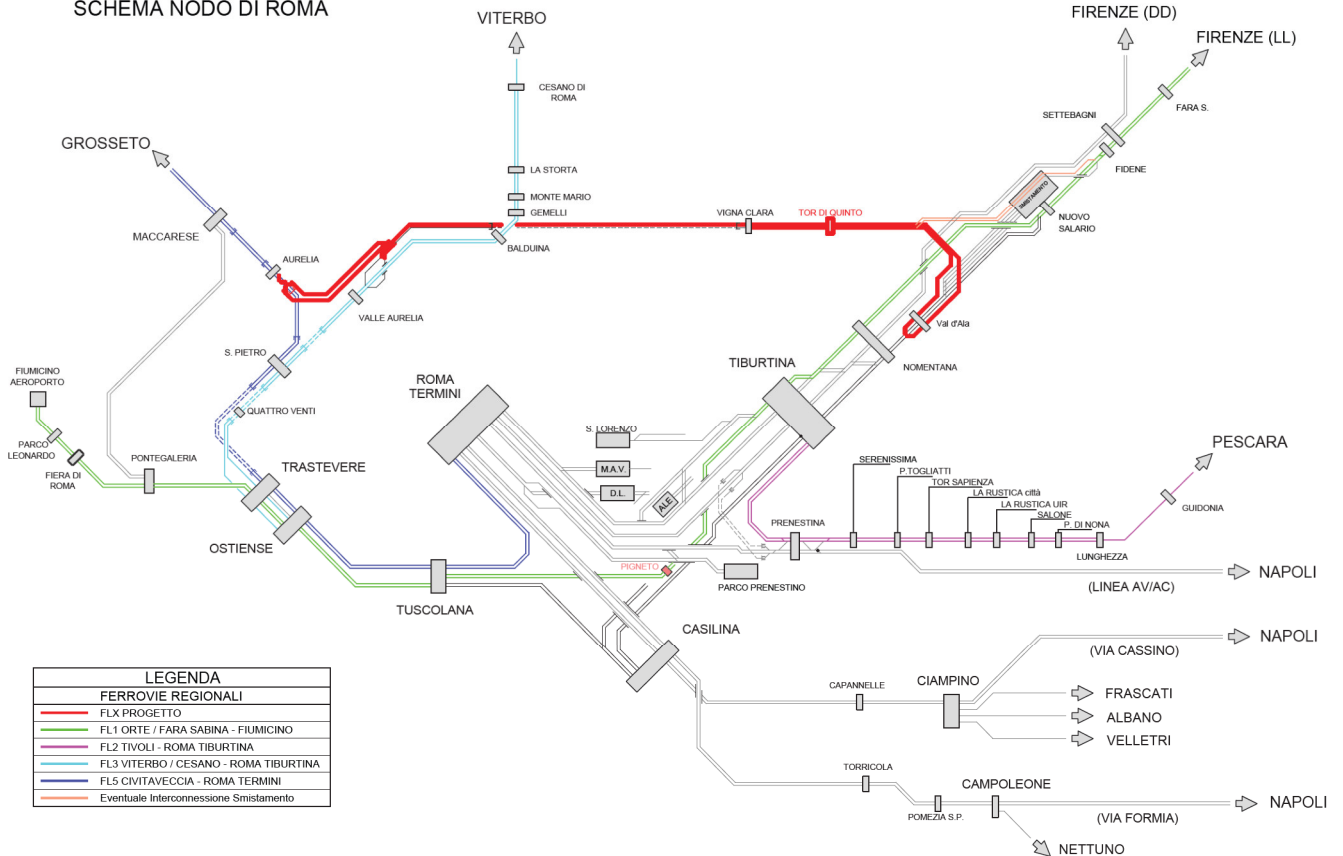 SCHEMA NODO DI ROMA
VITERBO
FIRENZE (DD)
FIRENZE (LL)
CESANO DI
ROMA
FARA S.
SETTEBAGNI
GROSSETO
LA STORTA
FIDENE
SMISTAMENTO
MONTE MARIO
GEMELLI
VIGNA CLARA
TOR DI QUINTO
NUOVO
SALARIO
MACCARESE
BALDUINA
AURELIA
VALLE AURELIA
Val d'Ala
S. PIETRO
TIBURTINA
NOMENTANA
FIUMICINO
AEROPORTO
ROMA
TERMINI
QUATTRO VENTI
S. LORENZO
PARCO
LEONARDO
PONTEGALERIA
TRASTEVERE
M.A.V.
FIERA DI
ROMA
D.L.
ALE
SERENISSIMA
P.TOGLIATTI
TOR SAPIENZA
LA RUSTICA città
LA RUSTICA UIR
SALONE
P. DI NONA
PESCARA
GUIDONIA
PRENESTINA
LUNGHEZZA
OSTIENSE
PIGNETO
PARCO PRENESTINO
(LINEA AV/AC)
NAPOLI
TUSCOLANA
CASILINA
NAPOLI
(VIA CASSINO)
CAPANNELLE
CIAMPINO
FRASCATI
ALBANO
VELLETRI
TORRICOLA
CAMPOLEONE
POMEZIA S.P.
NAPOLI
(VIA FORMIA)
NETTUNO
LEGENDA
FERROVIE REGIONALI
FLX PROGETTO
FL1 ORTE / FARA SABINA - FIUMICINO
FL2 TIVOLI - ROMA TIBURTINA
FL3 VITERBO / CESANO - ROMA TIBURTINA
FL5 CIVITAVECCIA - ROMA TERMINI
Eventuale Interconnessione Smistamento